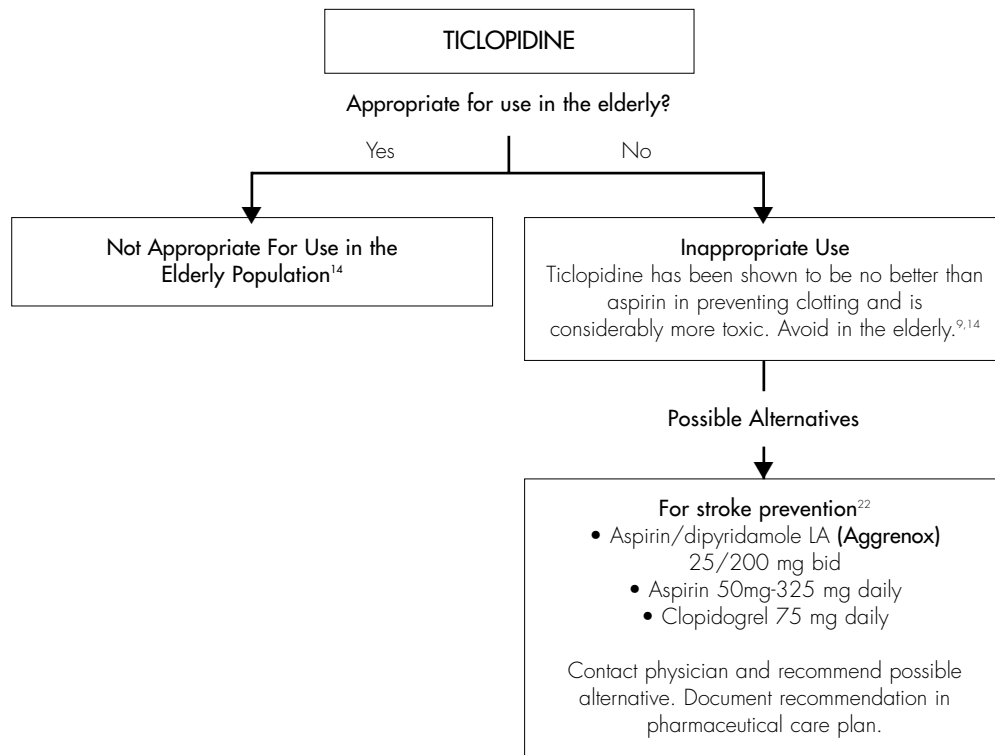 TICLOPIDINE
Appropriate for use in the elderly?
Yes
No
Not Appropriate For Use in the
Elderly Population¹⁴
Inappropriate Use
Ticlopidine has been shown to be no better than
aspirin in preventing clotting and is
considerably more toxic. Avoid in the elderly.⁹,¹⁴
Possible Alternatives
For stroke prevention²²
• Aspirin/dipyridamole LA (Aggrenox)
25/200 mg bid
• Aspirin 50mg-325 mg daily
• Clopidogrel 75 mg daily
Contact physician and recommend possible
alternative. Document recommendation in
pharmaceutical care plan.